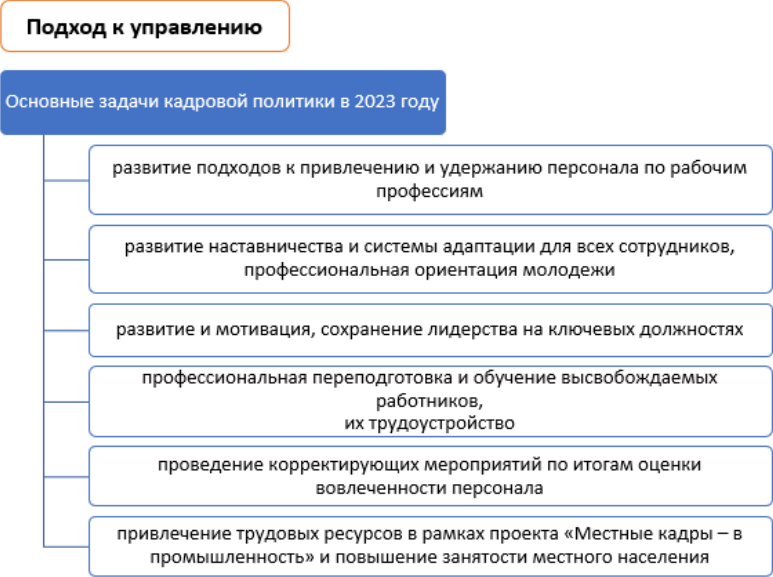 Подход к управлению
Основные задачи кадровой политики в 2023 году
развитие подходов к привлечению и удержанию персонала по рабочим
профессиям
развитие наставничества и системы адаптации для всех сотрудников,
профессиональная ориентация молодежи
развитие и мотивация, сохранение лидерства на ключевых должностях
профессиональная переподготовка и обучение высвобождаемых
работников,
их трудоустройство
проведение корректирующих мероприятий по итогам оценки
вовлеченности персонала
привлечение трудовых ресурсов в рамках проекта «Местные кадры – в
промышленность» и повышение занятости местного населения